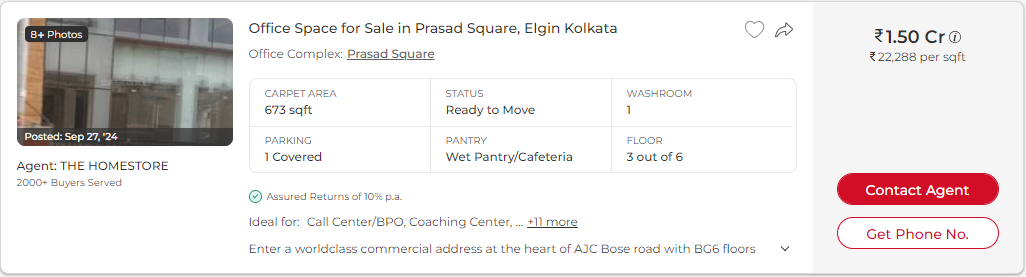 8+ Photos
Posted: Sep 27, '24
Agent: THE HOMESTORE
2000+ Buyers Served
Office Space for Sale in Prasad Square, Elgin Kolkata
Office Complex: Prasad Square
CARPET AREA
673 sqft
STATUS
Ready to Move
WASHROOM
1
PARKING
1 Covered
PANTRY
Wet Pantry/Cafeteria
FLOOR
3 out of 6
Assured Returns of 10% p.a.
Ideal for: Call Center/BPO, Coaching Center, ... +11 more
Enter a worldclass commercial address at the heart of AJC Bose road with BG6 floors
₹1.50 Cr
₹22,288 per sqft
Contact Agent
Get Phone No.